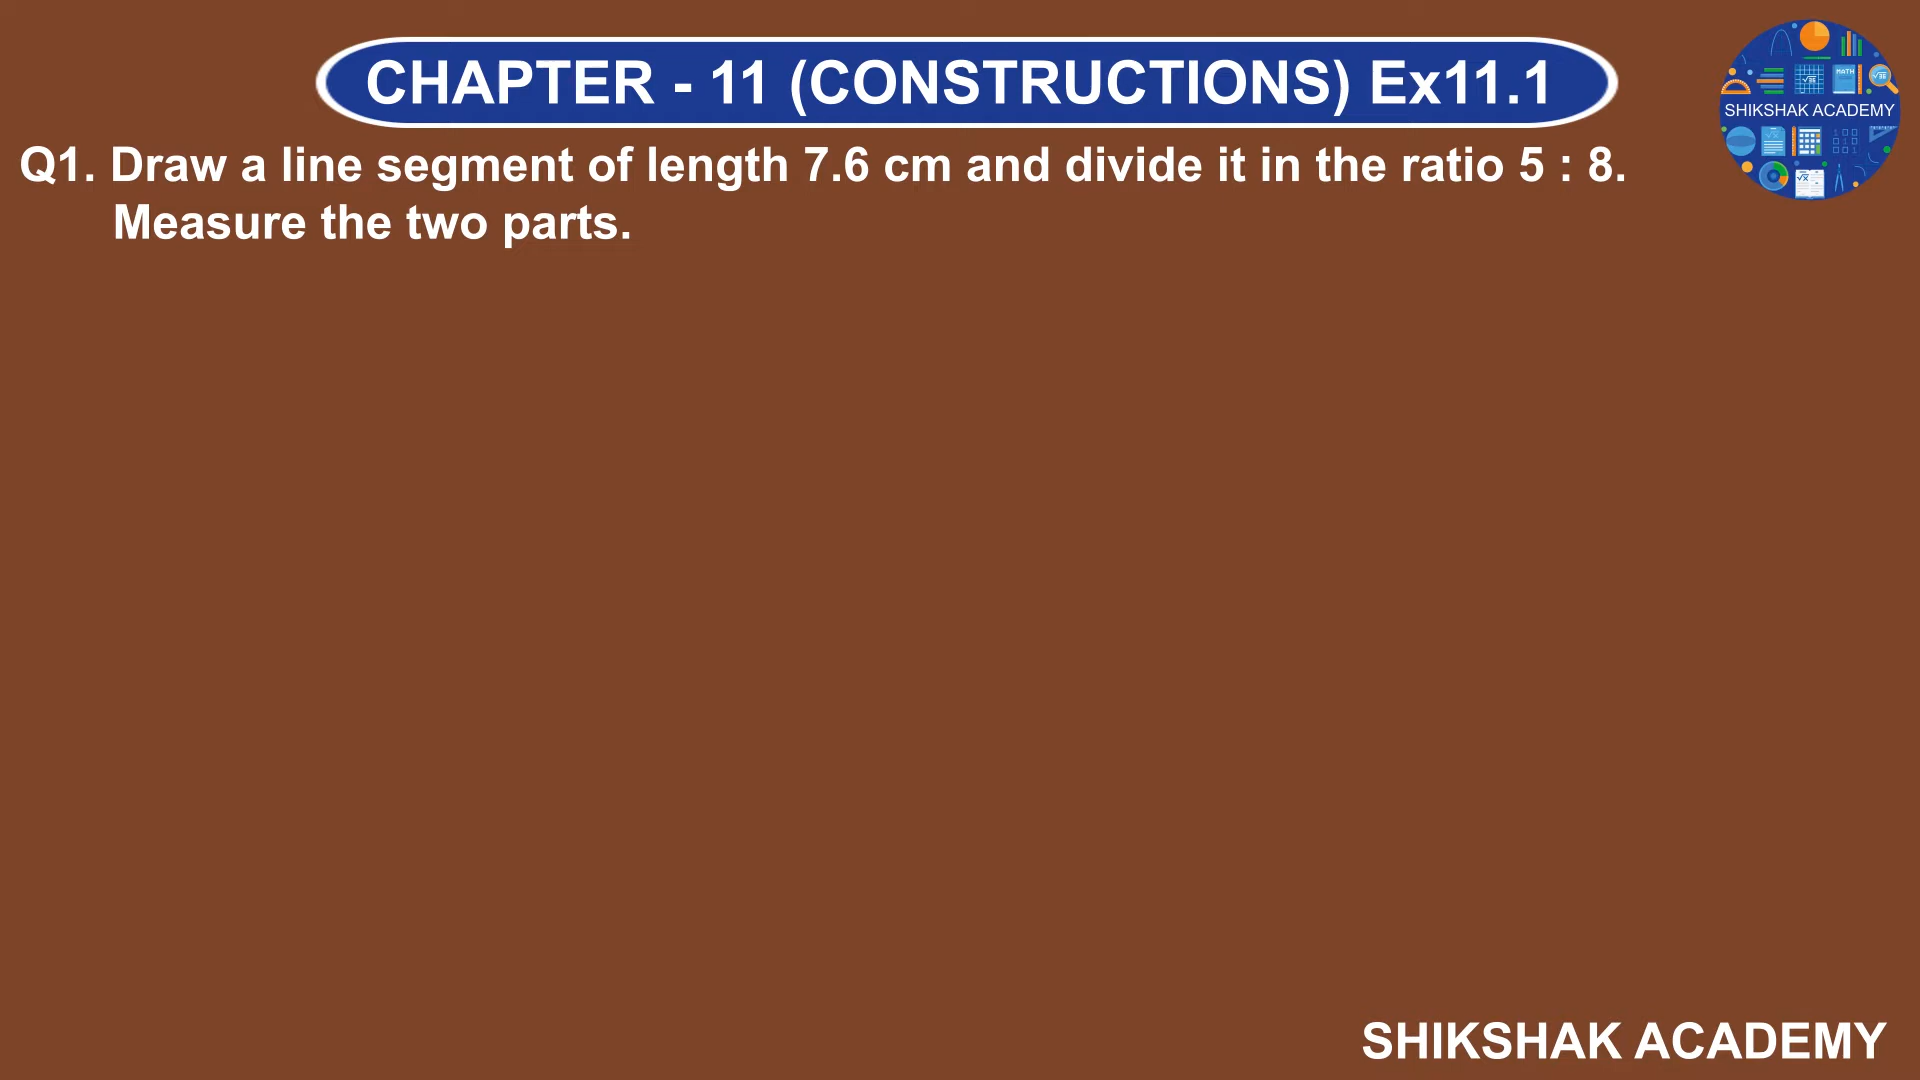 CHAPTER - 11 (CONSTRUCTIONS) Ex11.1
MATH
SHIKSHAK ACADEMY
Q1. Draw a line segment of length 7.6 cm and divide it in the ratio 5 : 8.
Measure the two parts.
SHIKSHAK ACADEMY